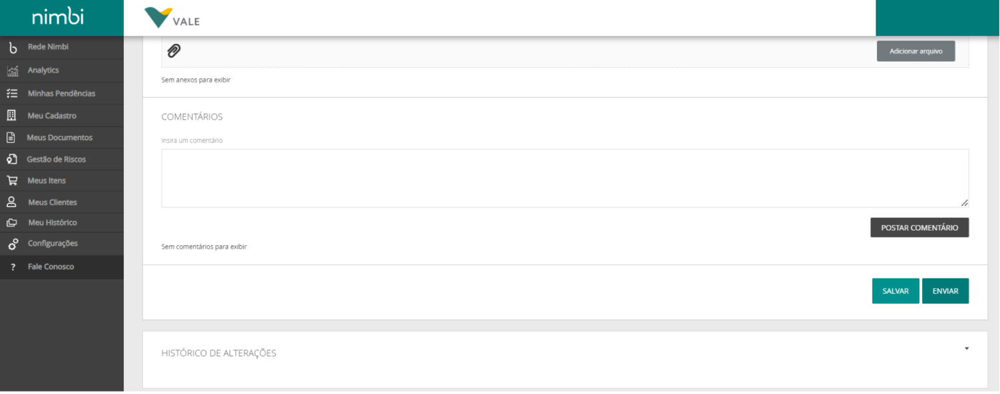 nimbi
VALE
Rede Nimbi
Analytics
Minhas Pendências
Meu Cadastro
Meus Documentos
Gestão de Riscos
Meus Itens
Meus Clientes
Meu Histórico
Configurações
? Fale Conosco
Adicionar arquivo
Sem anexos para exibir
COMENTÁRIOS
Insira um comentário
POSTAR COMENTÁRIO
Sem comentários para exibir
SALVAR ENVIAR
HISTÓRICO DE ALTERAÇÕES